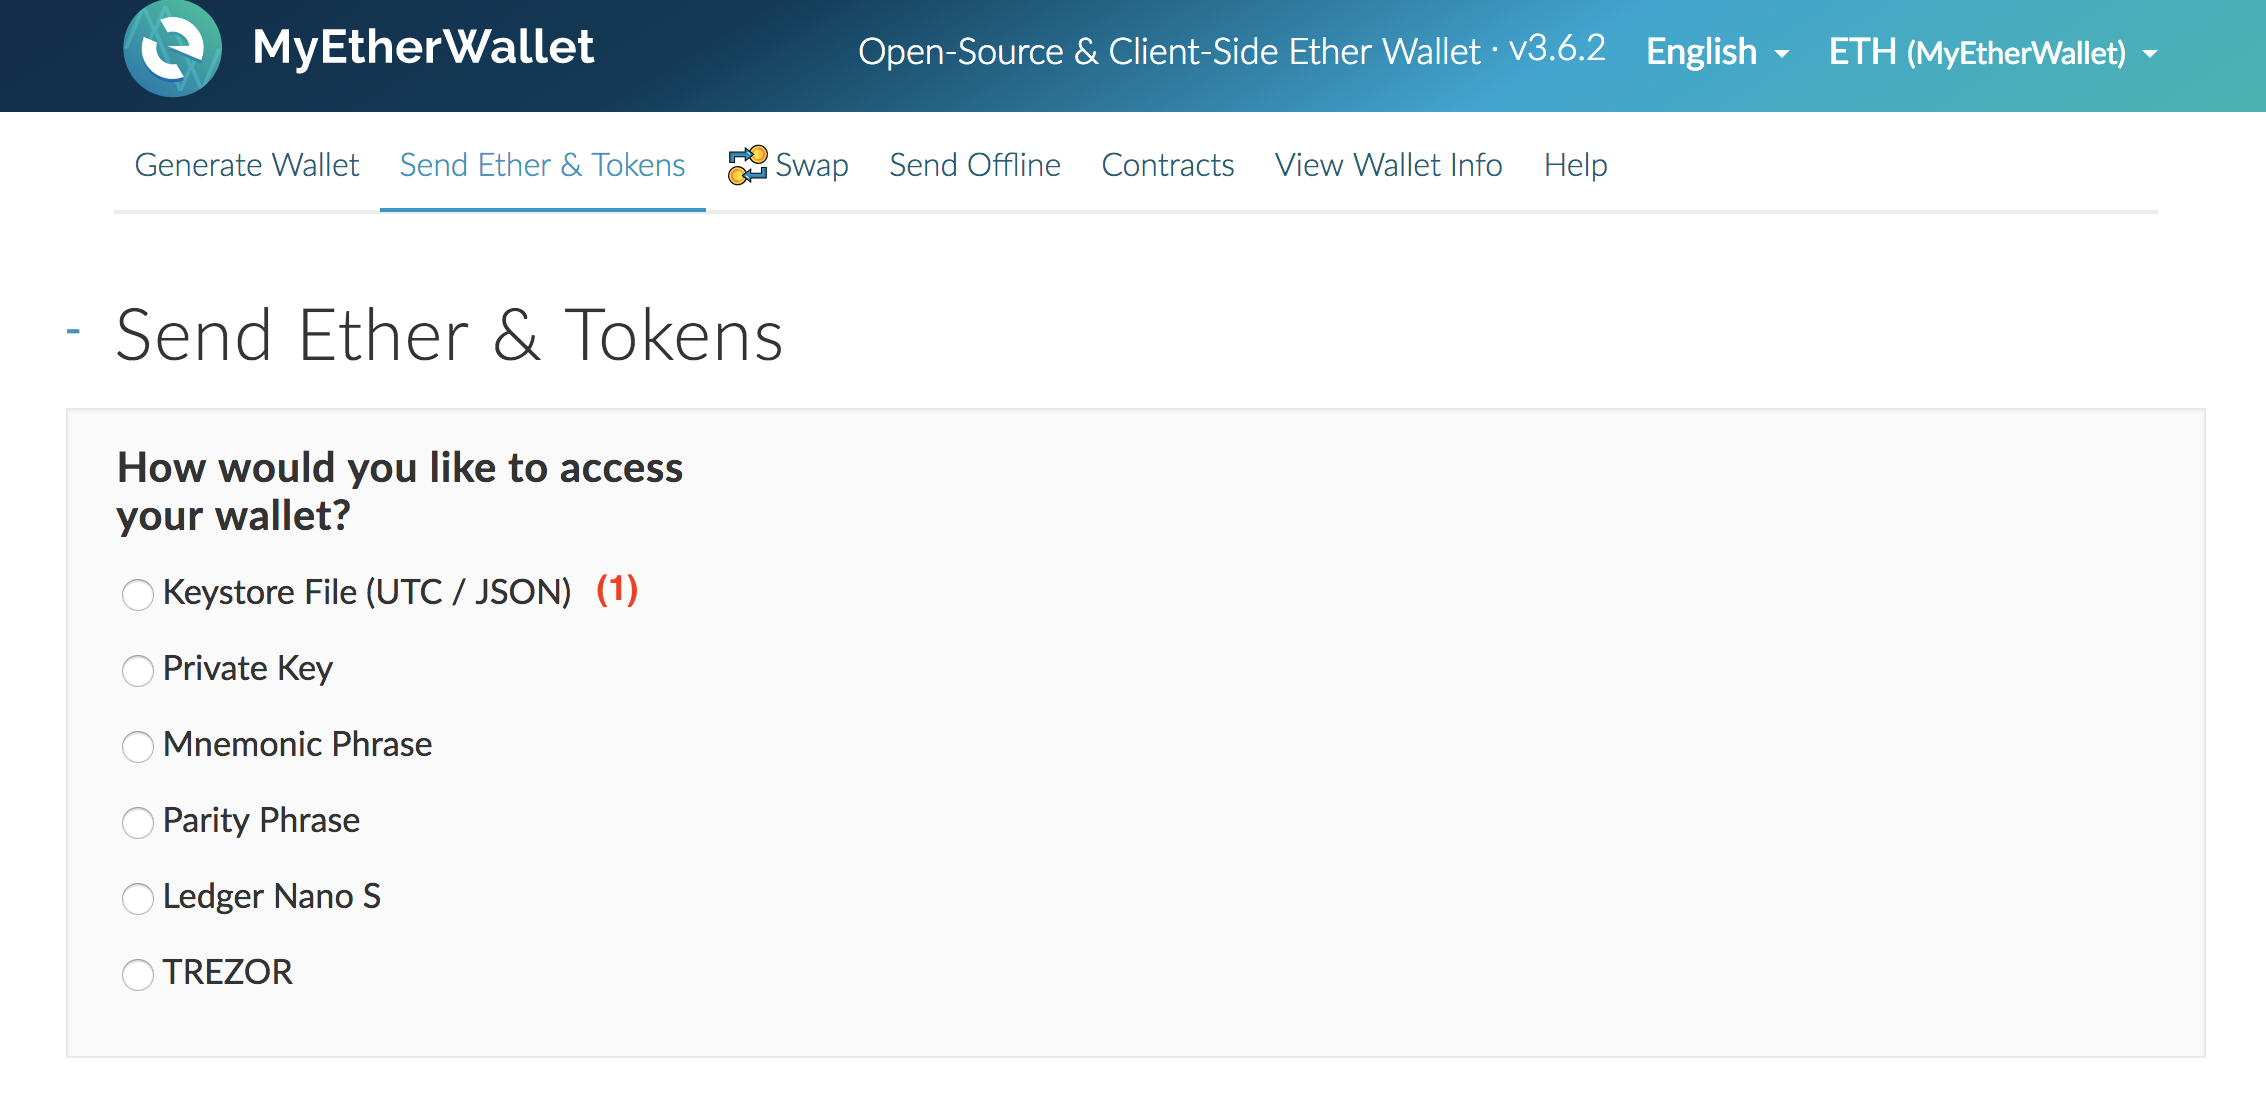 MyEtherWallet
Open-Source & Client-Side Ether Wallet · v3.6.2 English ETH (MyEtherWallet)
Generate Wallet Send Ether & Tokens Swap Send Offline Contracts View Wallet Info Help
- Send Ether & Tokens
How would you like to access
your wallet?
Keystore File (UTC / JSON) (1)
Private Key
Mnemonic Phrase
Parity Phrase
Ledger Nano S
TREZOR